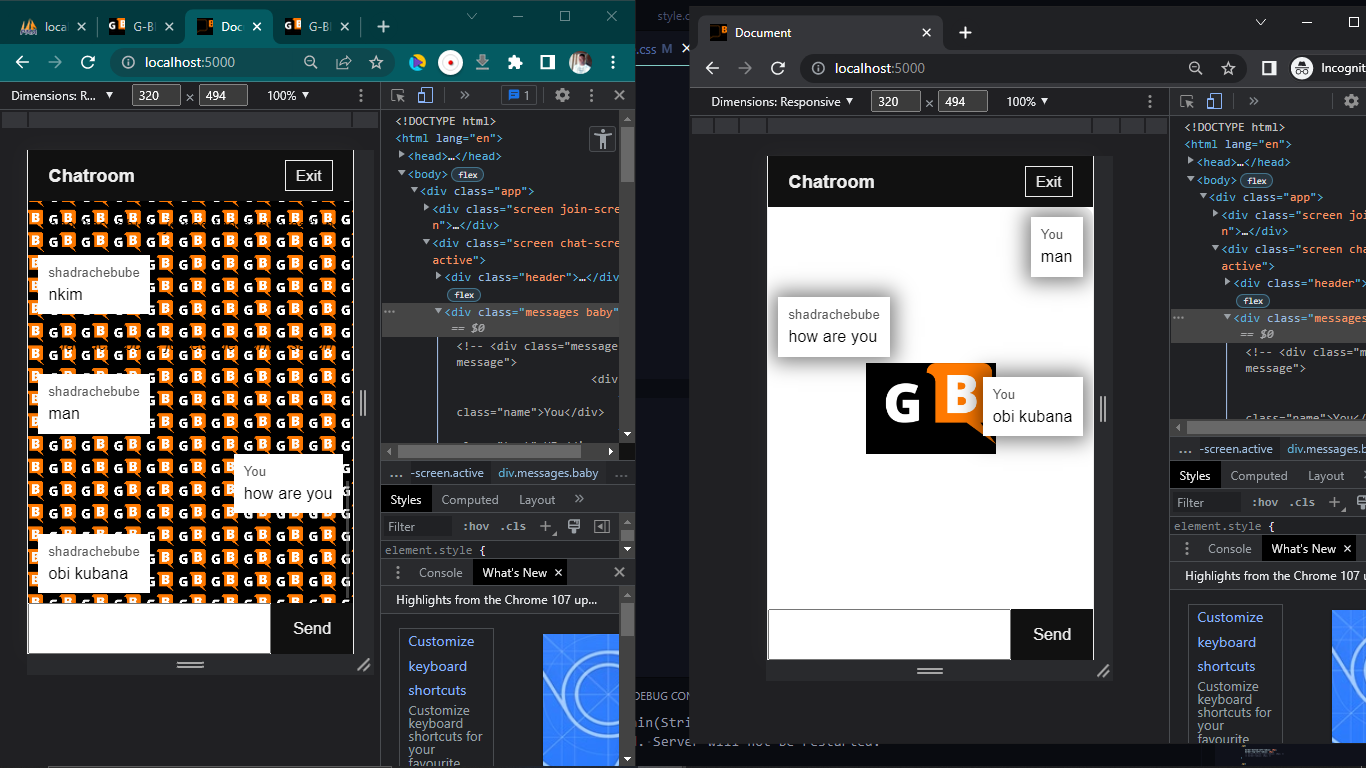 loca
G-BI
Doc
G-BI
localhost:5000
Dimensions: R...
320
×
494
100%
1
Chatroom
Exit
shadrachebube
nkim
shadrachebube
man
You
how are you
shadrachebube
obi kubana
Send
<!DOCTYPE html>
<html lang="en">
<head>…</head>
<body> flex
<div class="app">
<div class="screen join-scre
n">…</div>
<div class="screen chat-scre
active">
<div class="header">…</div
flex
<div class="messages baby"
== $0
<!-- <div class="message
message">
<div
class="name">You</div>
... -screen.active div.messages.baby ...
Styles Computed Layout
Filter :hov .cls
element.style {
Console What's New
Highlights from the Chrome 107 up...
Customize
keyboard
shortcuts
Customize
keyboard
shortcuts for
your
favourite
style.c
.css M
DEBUG CON
ain(Stri
Server will not be restarted.
Document
localhost:5000
Incognit
Dimensions: Responsive
320
×
494
100%
Chatroom
Exit
You
man
shadrachebube
how are you
GB
You
obi kubana
Send
<!DOCTYPE html>
<html lang="en">
<head>…</head>
<body> flex
<div class="app">
<div class="screen joi
n">…</div>
<div class="screen cha
active">
<div class="header">
flex
<div class="messages
== $0
<!-- <div class="m
message">
class="name">You</
... -screen.active div.messages.b
Styles Computed Layout
Filter :hov .cls
element.style {
Console What's New
Highlights from the Chrome 107 up
Customize
keyboard
shortcuts
Customize
keyboard
shortcuts for
your
favourite